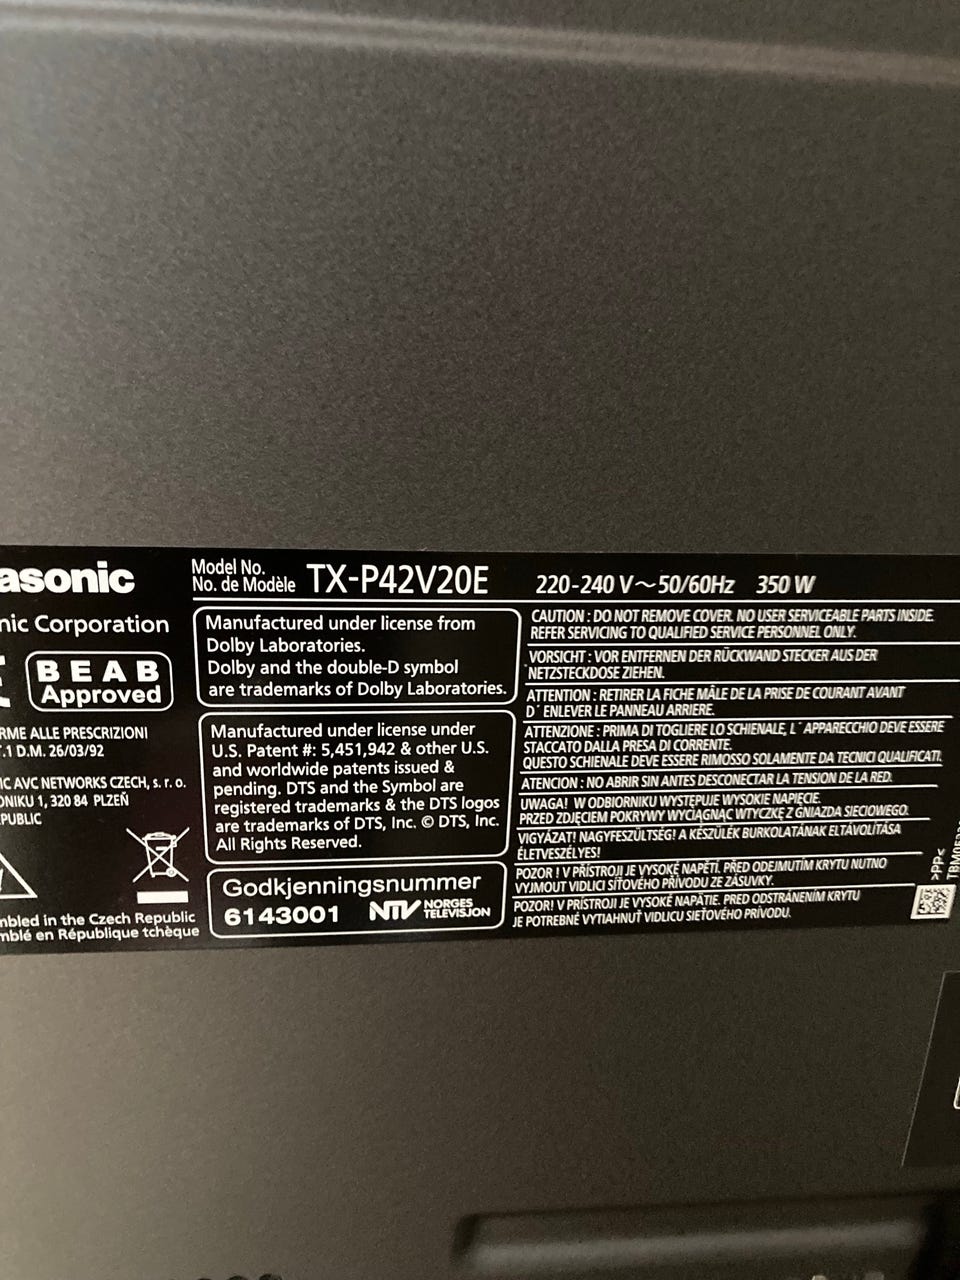 asonic
nic Corporation
BEAB
Approved
RME ALLE PRESCRIZIONI
.1 D.M. 26/03/92
IC AVC NETWORKS CZECH, s. r. o.
ONIKU 1, 320 84 PLZEŇ
PUBLIC
mbled in the Czech Republic
mblé en République tchèque
Model No.
No. de Modèle TX-P42V20E
220-240 V～50/60Hz 350 W
Manufactured under license from
Dolby Laboratories.
Dolby and the double-D symbol
are trademarks of Dolby Laboratories.
Manufactured under license under
U.S. Patent #: 5,451,942 & other U.S.
and worldwide patents issued &
pending. DTS and the Symbol are
registered trademarks & the DTS logos
are trademarks of DTS, Inc. © DTS, Inc.
All Rights Reserved.
Godkjenningsnummer
6143001 NTV NORGES
TELEVISJON
CAUTION : DO NOT REMOVE COVER. NO USER SERVICEABLE PARTS INSIDE.
REFER SERVICING TO QUALIFIED SERVICE PERSONNEL ONLY.
VORSICHT : VOR ENTFERNEN DER RÜCKWAND STECKER AUS DER
NETZSTECKDOSE ZIEHEN.
ATTENTION : RETIRER LA FICHE MÂLE DE LA PRISE DE COURANT AVANT
D´ ENLEVER LE PANNEAU ARRIERE.
ATTENZIONE : PRIMA DI TOGLIERE LO SCHIENALE, L´ APPARECCHIO DEVE ESSERE
STACCATO DALLA PRESA DI CORRENTE.
QUESTO SCHIENALE DEVE ESSERE RIMOSSO SOLAMENTE DA TECNICI QUALIFICATI.
ATENCION : NO ABRIR SIN ANTES DESCONECTAR LA TENSION DE LA RED.
UWAGA! W ODBIORNIKU WYSTĘPUJE WYSOKIE NAPIĘCIE.
PRZED ZDJĘCIEM POKRYWY WYCIĄGNĄĆ WTYCZKĘ Z GNIAZDA SIECIOWEGO.
VIGYÁZAT! NAGYFESZÜLTSÉG! A KÉSZÜLÉK BURKOLATÁNAK ELTÁVOLÍTÁSA
ÉLETVESZÉLYES!
POZOR ! V PŘÍSTROJI JE VYSOKÉ NAPĚTÍ. PŘED ODEJMUTÍM KRYTU NUTNO
VYJMOUT VIDLICI SÍŤOVÉHO PŘÍVODU ZE ZÁSUVKY.
POZOR! V PRÍSTROJI JE VYSOKÉ NAPÄTIE. PRED ODSTRÁNENÍM KRYTU
JE POTREBNÉ VYTIAHNUŤ VIDLICU SIEŤOVÉHO PRÍVODU.
>PP<